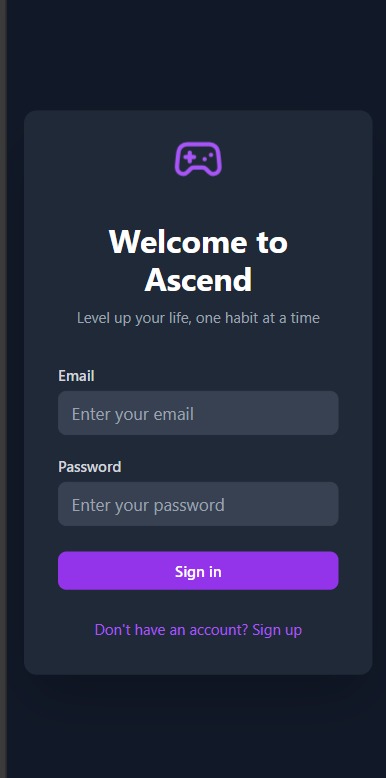 Welcome to
Ascend
Level up your life, one habit at a time
Email
Enter your email
Password
Enter your password
Sign in
Don't have an account? Sign up